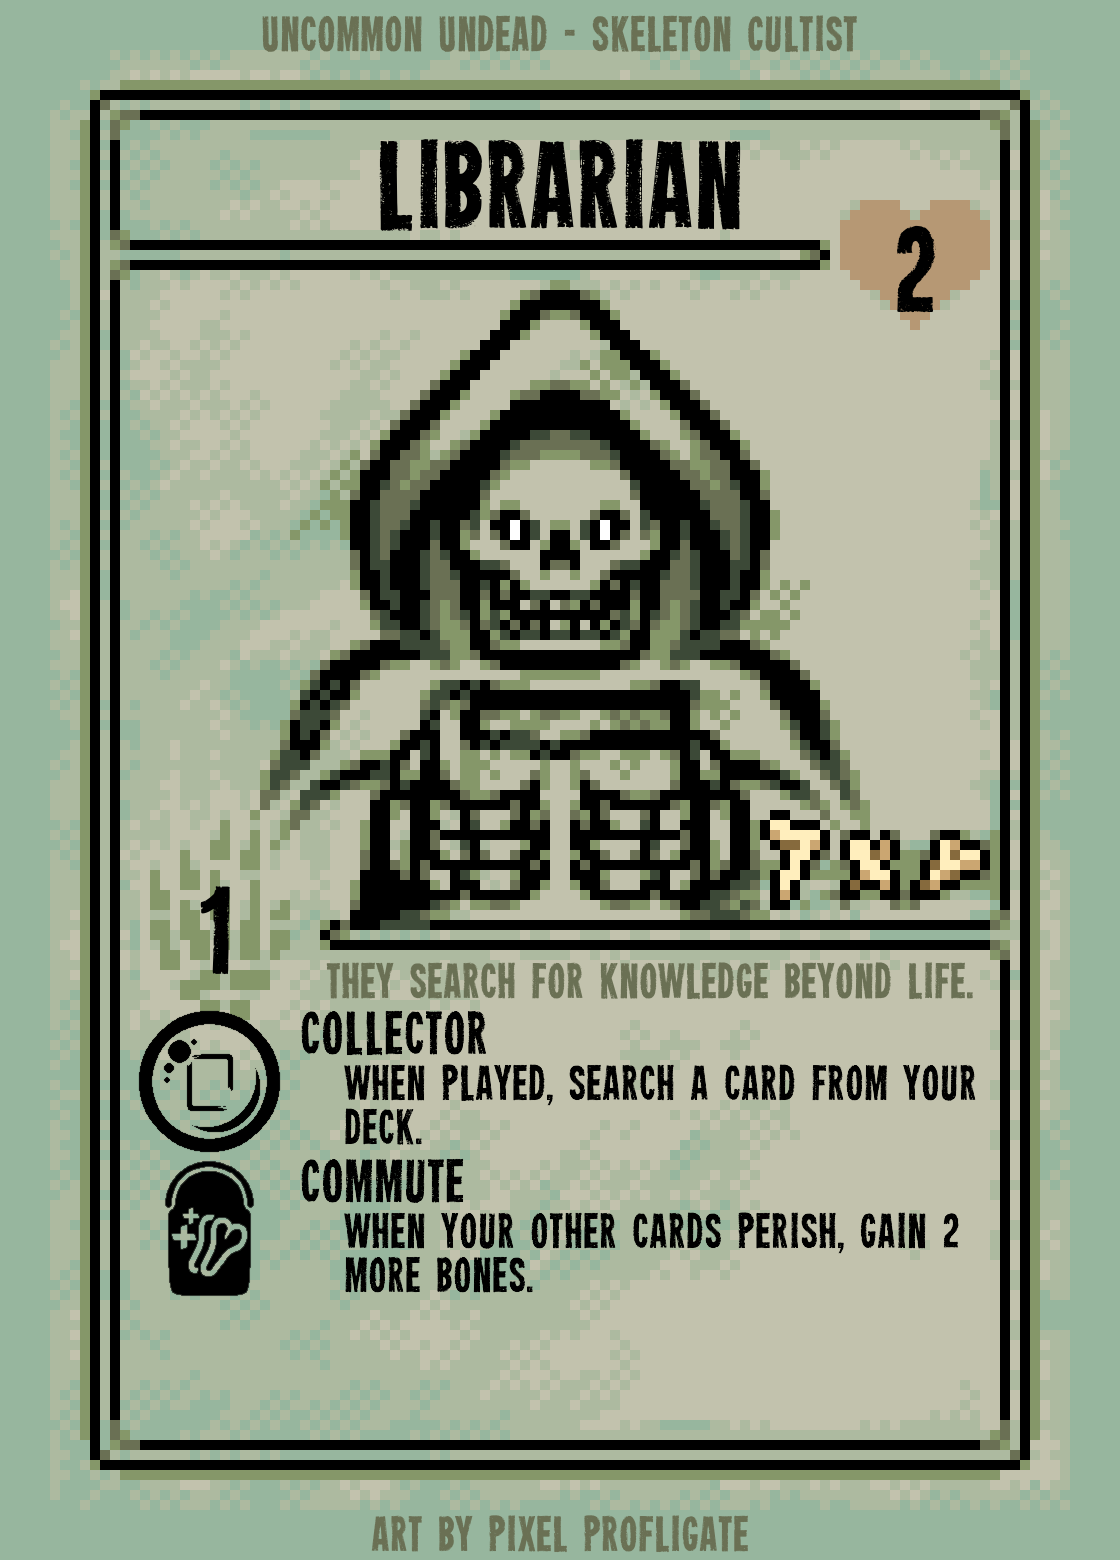 UNCOMMON UNDEAD - SKELETON CULTIST
LIBRARIAN
2
7 X
1
THEY SEARCH FOR KNOWLEDGE BEYOND LIFE.
COLLECTOR
WHEN PLAYED, SEARCH A CARD FROM YOUR
DECK.
COMMUTE
WHEN YOUR OTHER CARDS PERISH, GAIN 2
MORE BONES.
ART BY PIXEL PROFLIGATE